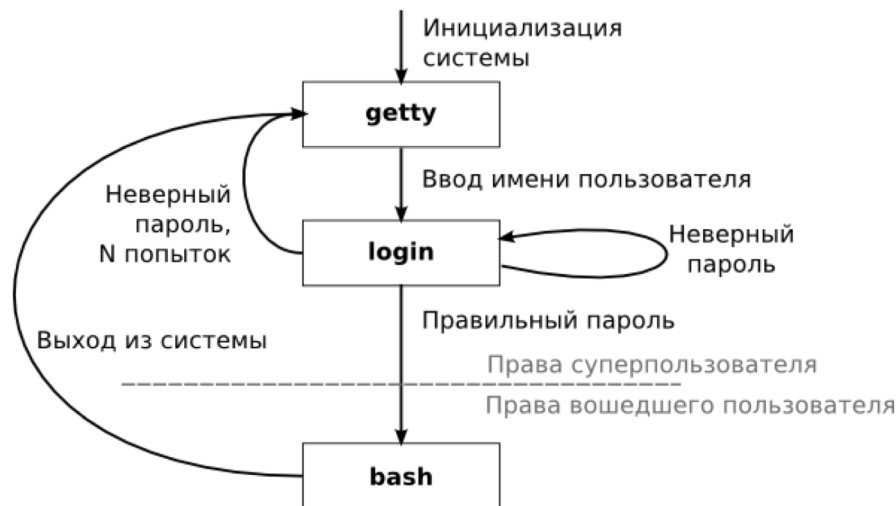 Инициализация
системы
getty
Ввод имени пользователя
Неверный
пароль,
N попыток
login
Неверный
пароль
Правильный пароль
Выход из системы
Права суперпользователя
Права вошедшего пользователя
bash